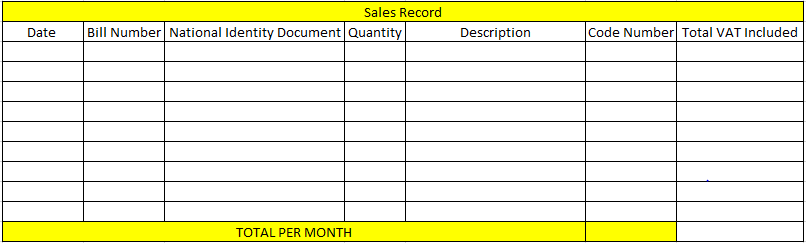 Sales Record
Date Bill Number National Identity Document Quantity Description Code Number Total VAT Included
TOTAL PER MONTH